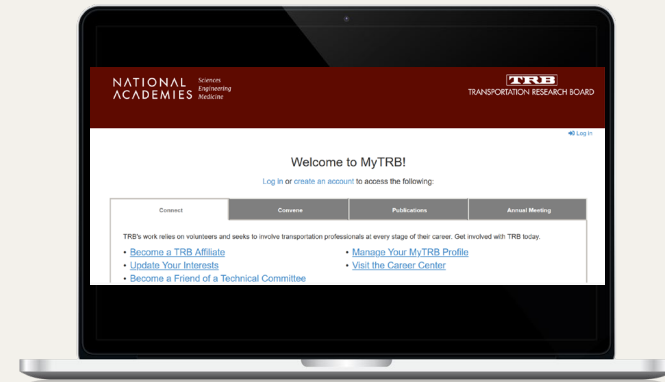 NATIONAL Sciences
Engineering
ACADEMIES Medicine
TRB
TRANSPORTATION RESEARCH BOARD
Log in
Welcome to MyTRB!
Log in or create an account to access the following:
Connect Convene Publications Annual Meeting
TRB's work relies on volunteers and seeks to involve transportation professionals at every stage of their career. Get involved with TRB today.
• Become a TRB Affiliate • Manage Your MyTRB Profile
• Update Your Interests • Visit the Career Center
• Become a Friend of a Technical Committee